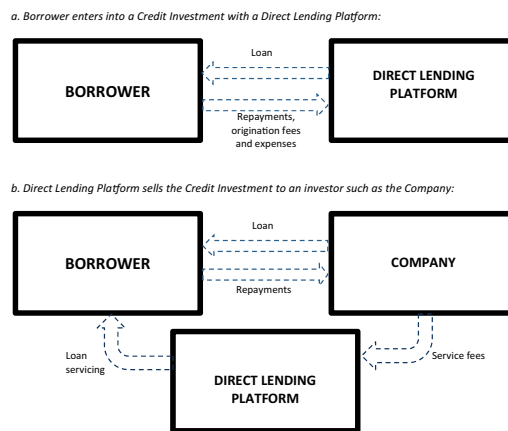 a. Borrower enters into a Credit Investment with a Direct Lending Platform:
Loan
BORROWER
DIRECT LENDING
PLATFORM
Repayments,
origination fees
and expenses
b. Direct Lending Platform sells the Credit Investment to an investor such as the Company:
Loan
BORROWER
COMPANY
Repayments
Loan
servicing
Service fees
DIRECT LENDING
PLATFORM